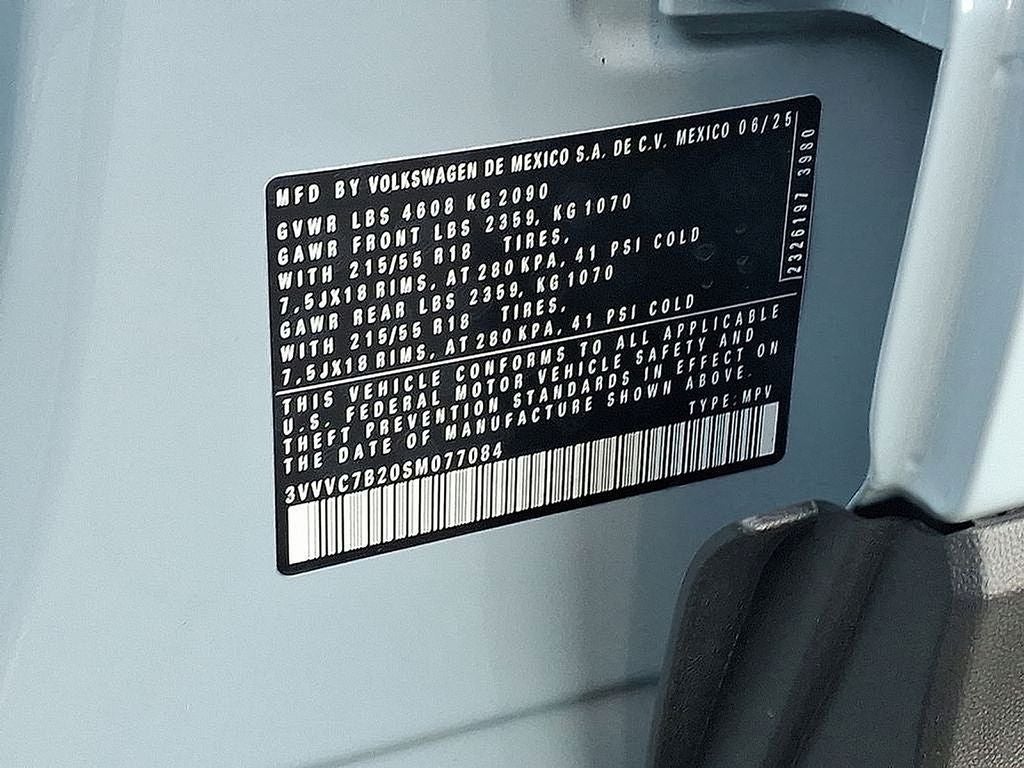 MFD BY VOLKSWAGEN DE MEXICO S.A. DE C.V. MEXICO 06/25
GVWR LBS 4608 KG 2090
GAWR FRONT LBS 2359, KG 1070
WITH 215/55 R18 TIRES,
7,5JX18 RIMS, AT 280 KPA, 41 PSI COLD
GAWR REAR LBS 2359, KG 1070
WITH 215/55 R18 TIRES,
7,5JX18 RIMS, AT 280 KPA, 41 PSI COLD
2326197 3980
THIS VEHICLE CONFORMS TO ALL APPLICABLE
U.S. FEDERAL MOTOR VEHICLE SAFETY AND
THEFT PREVENTION STANDARDS IN EFFECT ON
THE DATE OF MANUFACTURE SHOWN ABOVE.
3VVVC7B20SM077084 TYPE: MPV